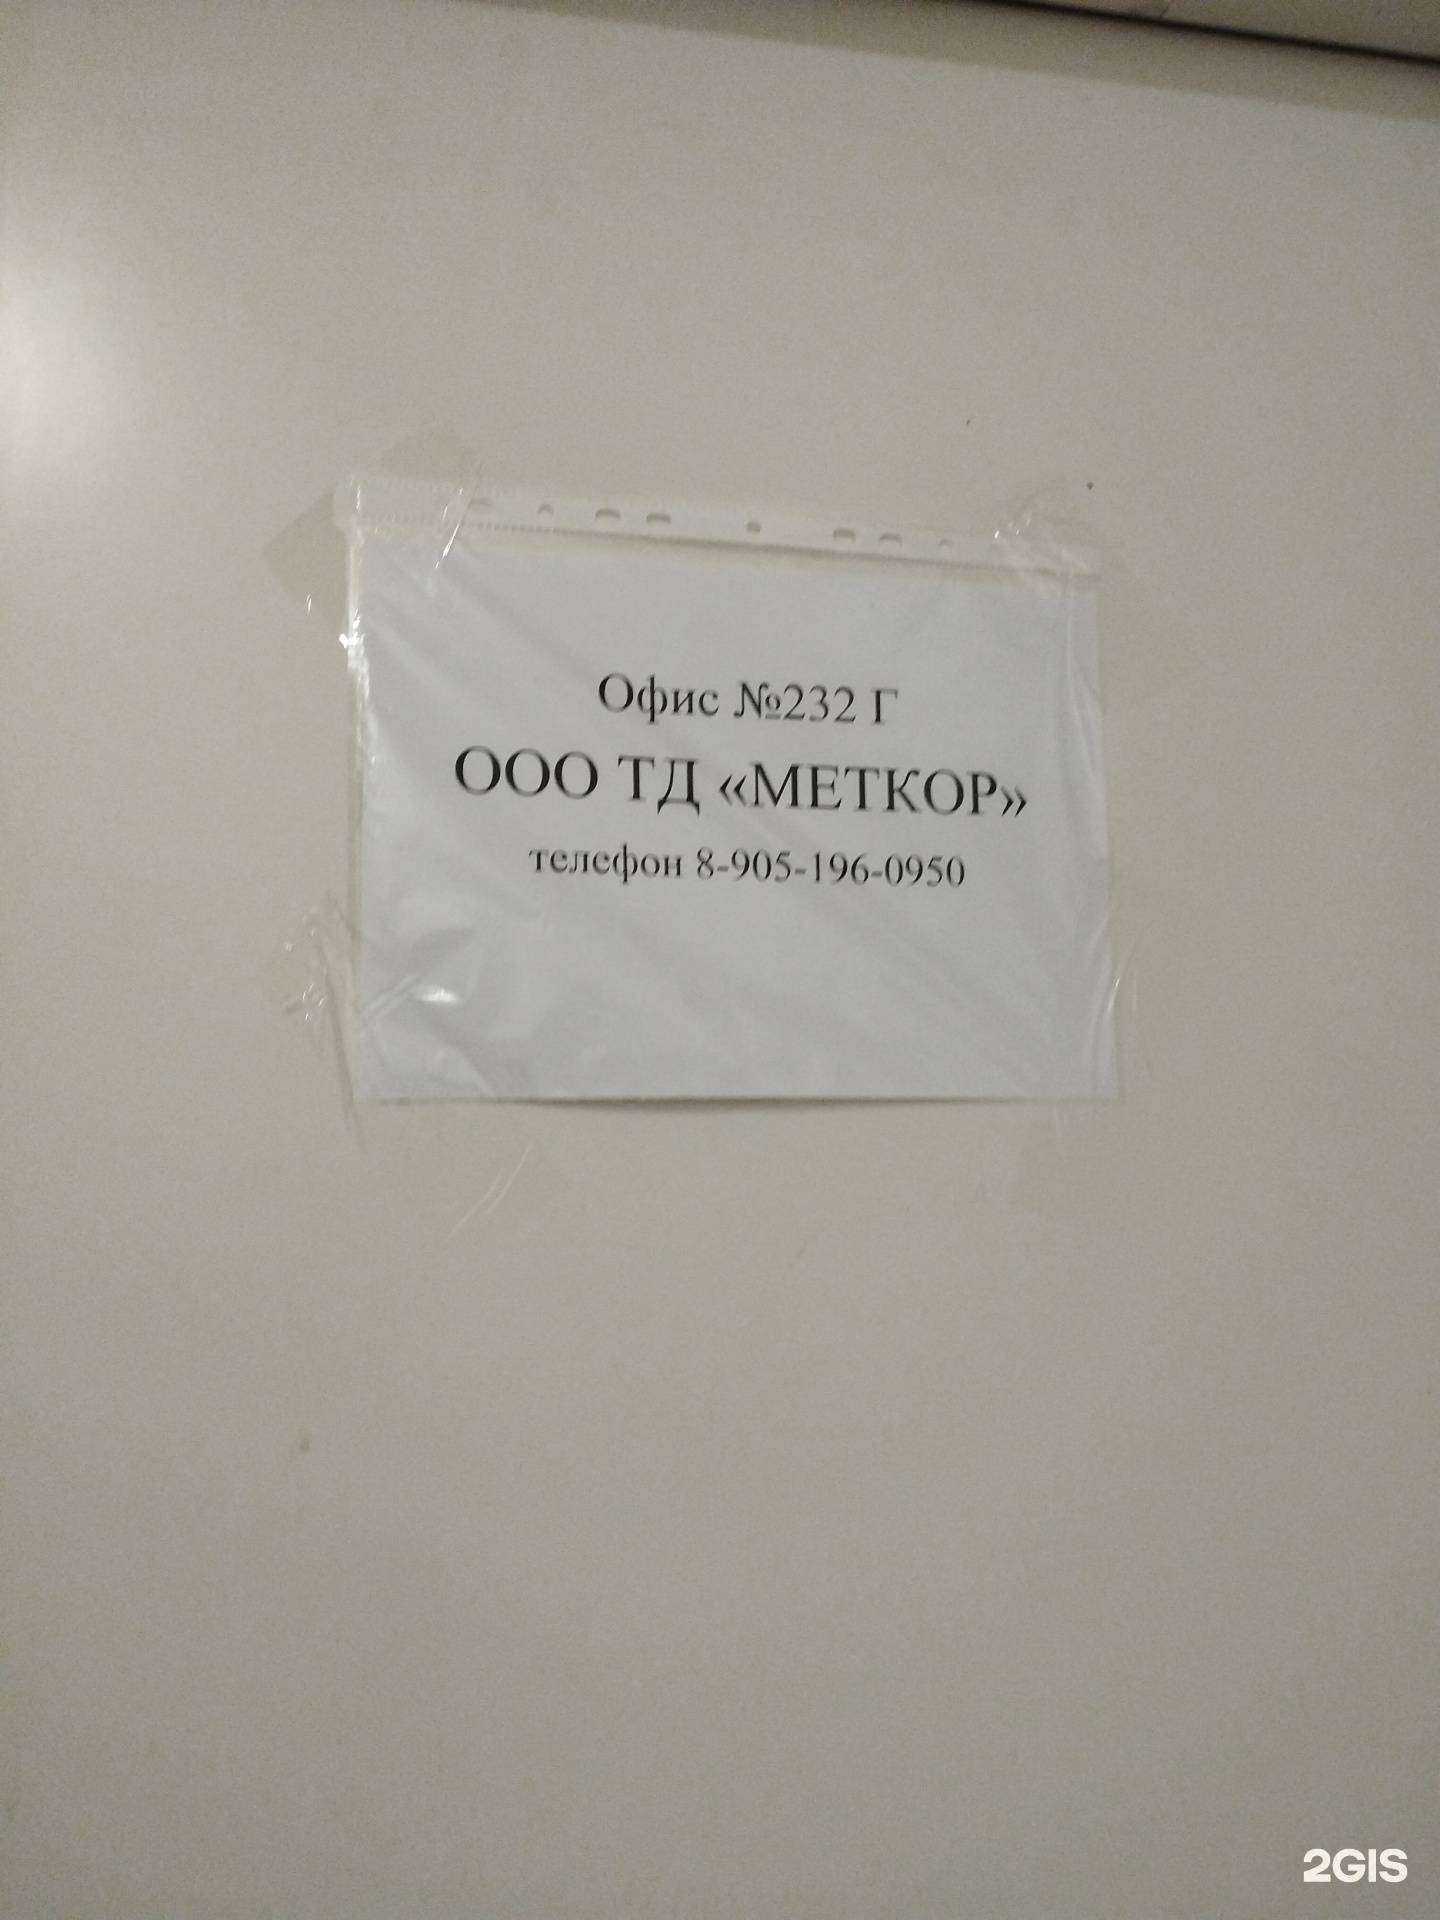 Офис №232 Г
ООО ТД «МЕТКОР»
телефон 8-905-196-0950
2GIS